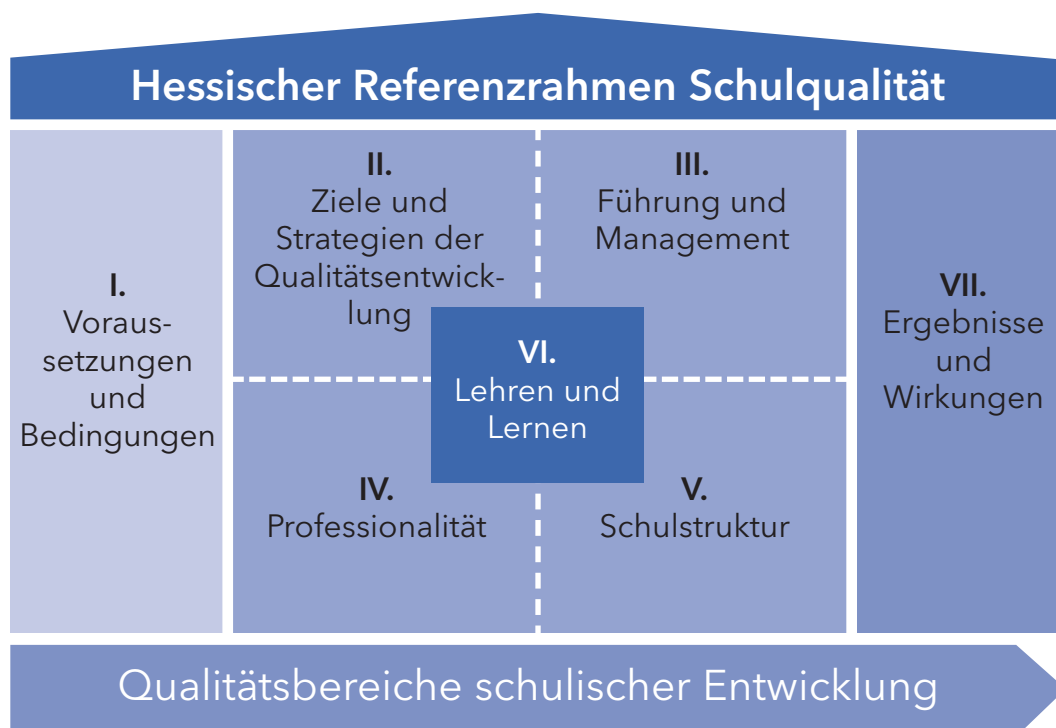 Hessischer Referenzrahmen Schulqualität
I.
Voraus-
setzungen
und
Bedingungen
II.
Ziele und
Strategien der
Qualitätsentwick-
lung
III.
Führung und
Management
VI.
Lehren und
Lernen
IV.
Professionalität
V.
Schulstruktur
VII.
Ergebnisse
und
Wirkungen
Qualitätsbereiche schulischer Entwicklung